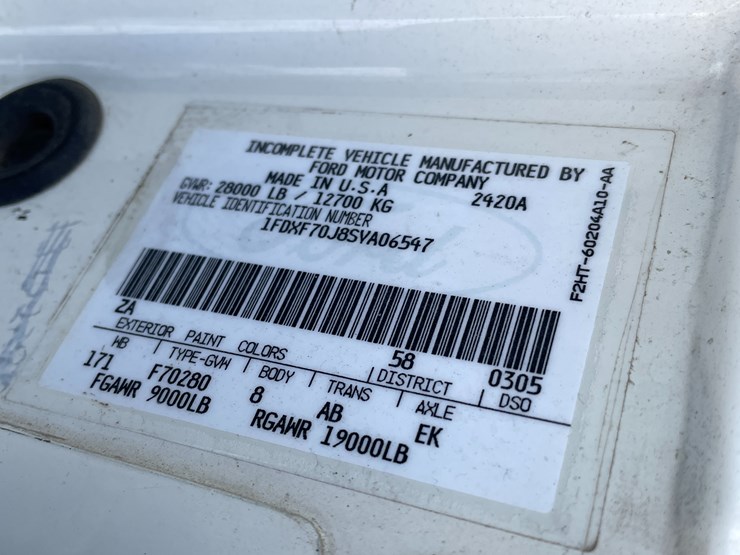 INCOMPLETE VEHICLE MANUFACTURED BY
FORD MOTOR COMPANY
MADE IN U.S.A
2420A
GVWR: 28000 LB / 12700 KG
VEHICLE IDENTIFICATION NUMBER
1FDXF70J8SVA06547
F2HT-60204A10-AA
ZA
58
0305
EXTERIOR PAINT COLORS
DISTRICT
DSO
WB
TYPE-GVW
BODY
TRANS
AXLE
171
F70280
8
AB
EK
FGAWR 9000LB
RGAWR 19000LB